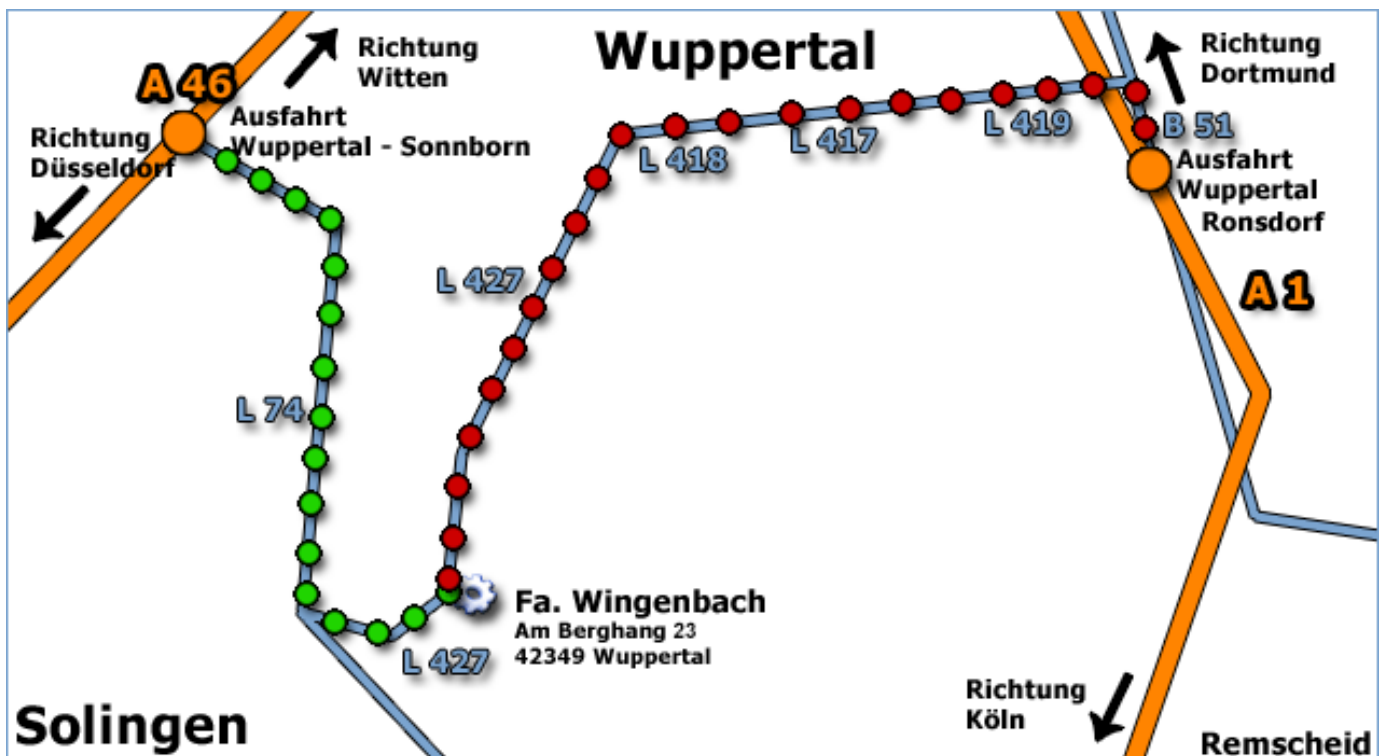 Wuppertal
Richtung
Witten
Richtung
Dortmund
A 46
Ausfahrt
Wuppertal - Sonnborn
Richtung
Düsseldorf
L 418
L 417
L 419
B 51
Ausfahrt
Wuppertal
Ronsdorf
L 427
A 1
L 74
Fa. Wingenbach
Am Berghang 23
42349 Wuppertal
L 427
Richtung
Köln
Solingen
Remscheid